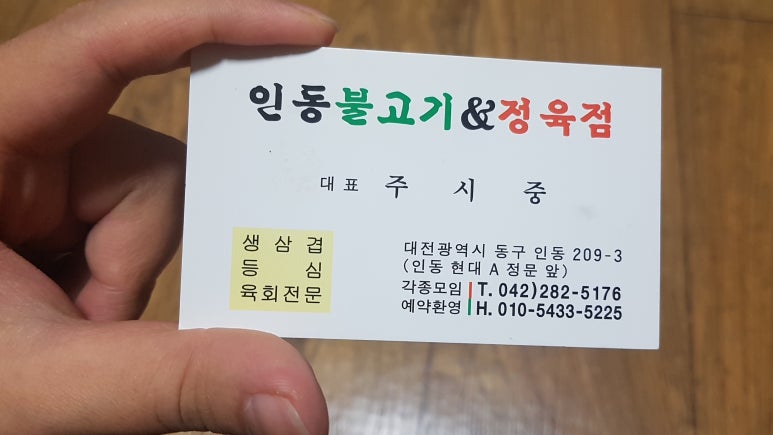 인동불고기&정육점
대표 주 시 중
생 삼 겹
등 심
육회전문
대전광역시 동구 인동 209-3
(인동 현대 A 정문 앞)
각종모임 T. 042)282-5176
예약환영 H. 010-5433-5225